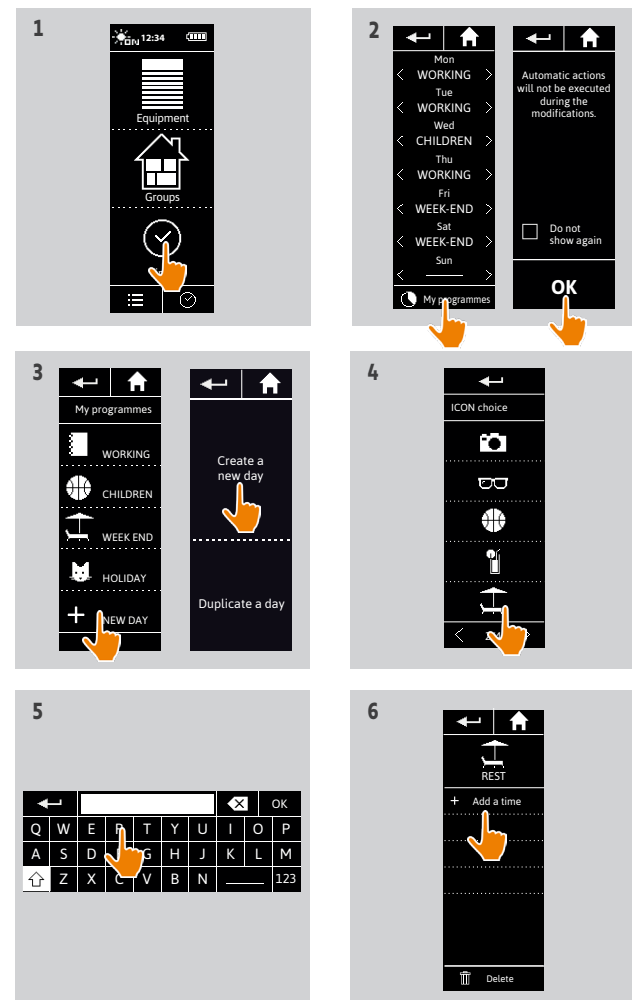 1
ON 12:34
Equipment
Groups
2
Mon
WORKING
Tue
WORKING
Wed
CHILDREN
Thu
WORKING
Fri
WEEK-END
Sat
WEEK-END
Sun
My programmes
Automatic actions
will not be executed
during the
modifications.
Do not
show again
OK
3
My programmes
WORKING
CHILDREN
WEEK END
HOLIDAY
+ NEW DAY
Create a
new day
Duplicate a day
4
ICON choice
5
OK
Q W E R T Y U I O P
A S D G H J K L M
Z X C V B N 123
6
REST
+ Add a time
Delete